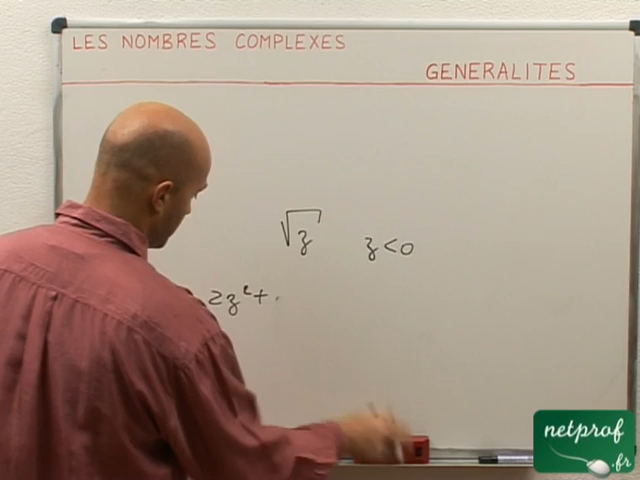 LES NOMBRES COMPLEXES
GENERALITES
√z z<0
2z²+
netprof
.fr